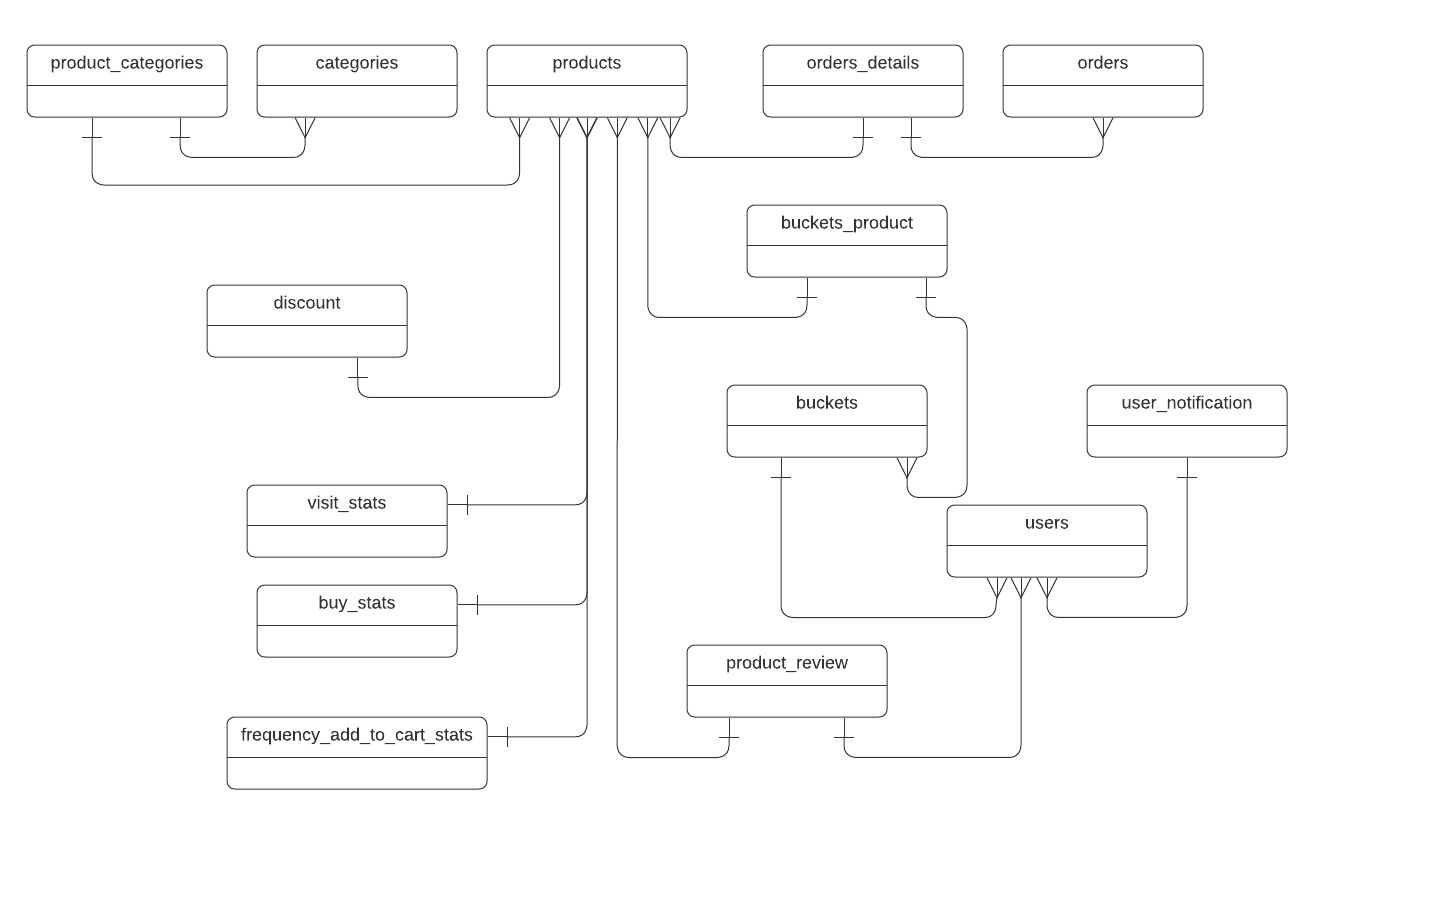 product_categories
categories
products
orders_details
orders
buckets_product
discount
buckets
user_notification
visit_stats
users
buy_stats
product_review
frequency_add_to_cart_stats